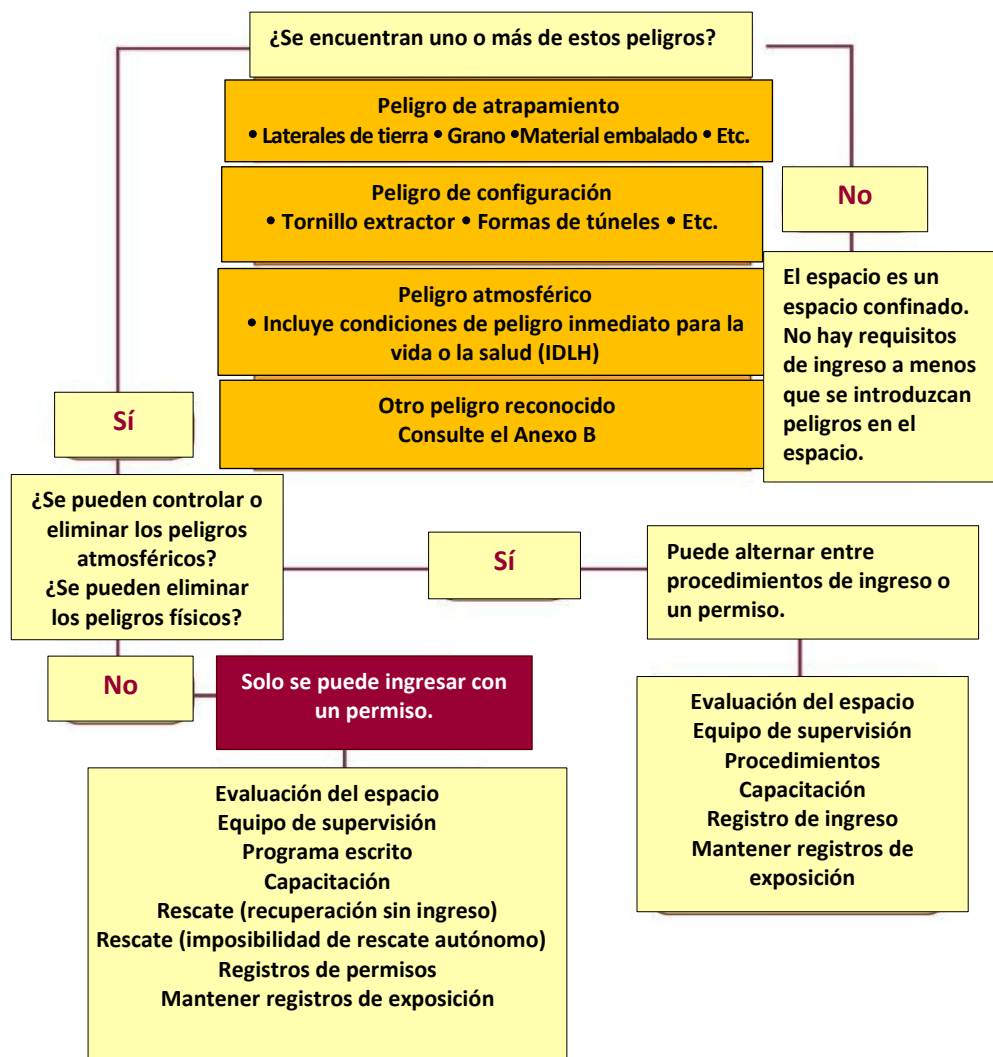 ¿Se encuentran uno o más de estos peligros?
Peligro de atrapamiento
• Laterales de tierra • Grano •Material embalado • Etc.
Peligro de configuración
• Tornillo extractor • Formas de túneles • Etc.
No
Peligro atmosférico
• Incluye condiciones de peligro inmediato para la
vida o la salud (IDLH)
El espacio es un
espacio confinado.
No hay requisitos
de ingreso a menos
que se introduzcan
peligros en el
espacio.
Otro peligro reconocido
Consulte el Anexo B
Sí
¿Se pueden controlar o
eliminar los peligros
atmosféricos?
¿Se pueden eliminar
los peligros físicos?
Sí
Puede alternar entre
procedimientos de ingreso o
un permiso.
No
Solo se puede ingresar con
un permiso.
Evaluación del espacio
Equipo de supervisión
Procedimientos
Capacitación
Registro de ingreso
Mantener registros de
exposición
Evaluación del espacio
Equipo de supervisión
Programa escrito
Capacitación
Rescate (recuperación sin ingreso)
Rescate (imposibilidad de rescate autónomo)
Registros de permisos
Mantener registros de exposición